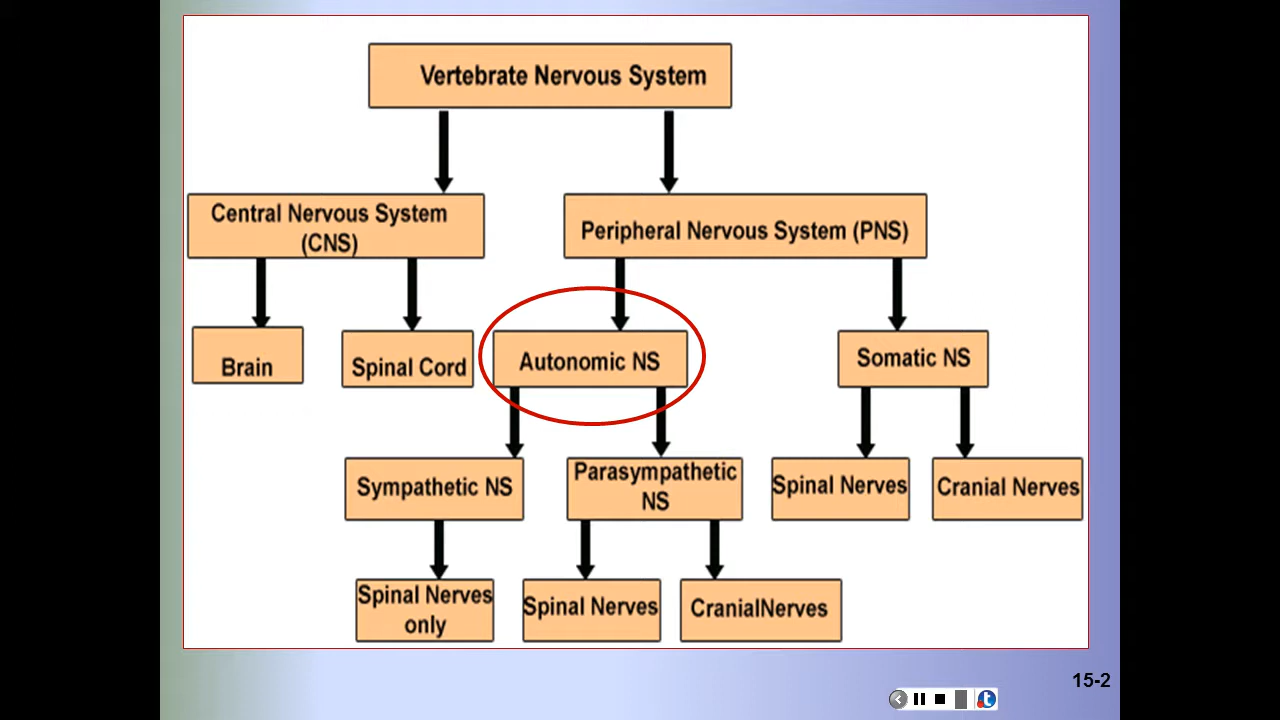 Vertebrate Nervous System
Central Nervous System
(CNS)
Peripheral Nervous System (PNS)
Brain
Spinal Cord
Autonomic NS
Somatic NS
Sympathetic NS
Parasympathetic
NS
Spinal Nerves
Cranial Nerves
Spinal Nerves
only
Spinal Nerves
CranialNerves
15-2
t